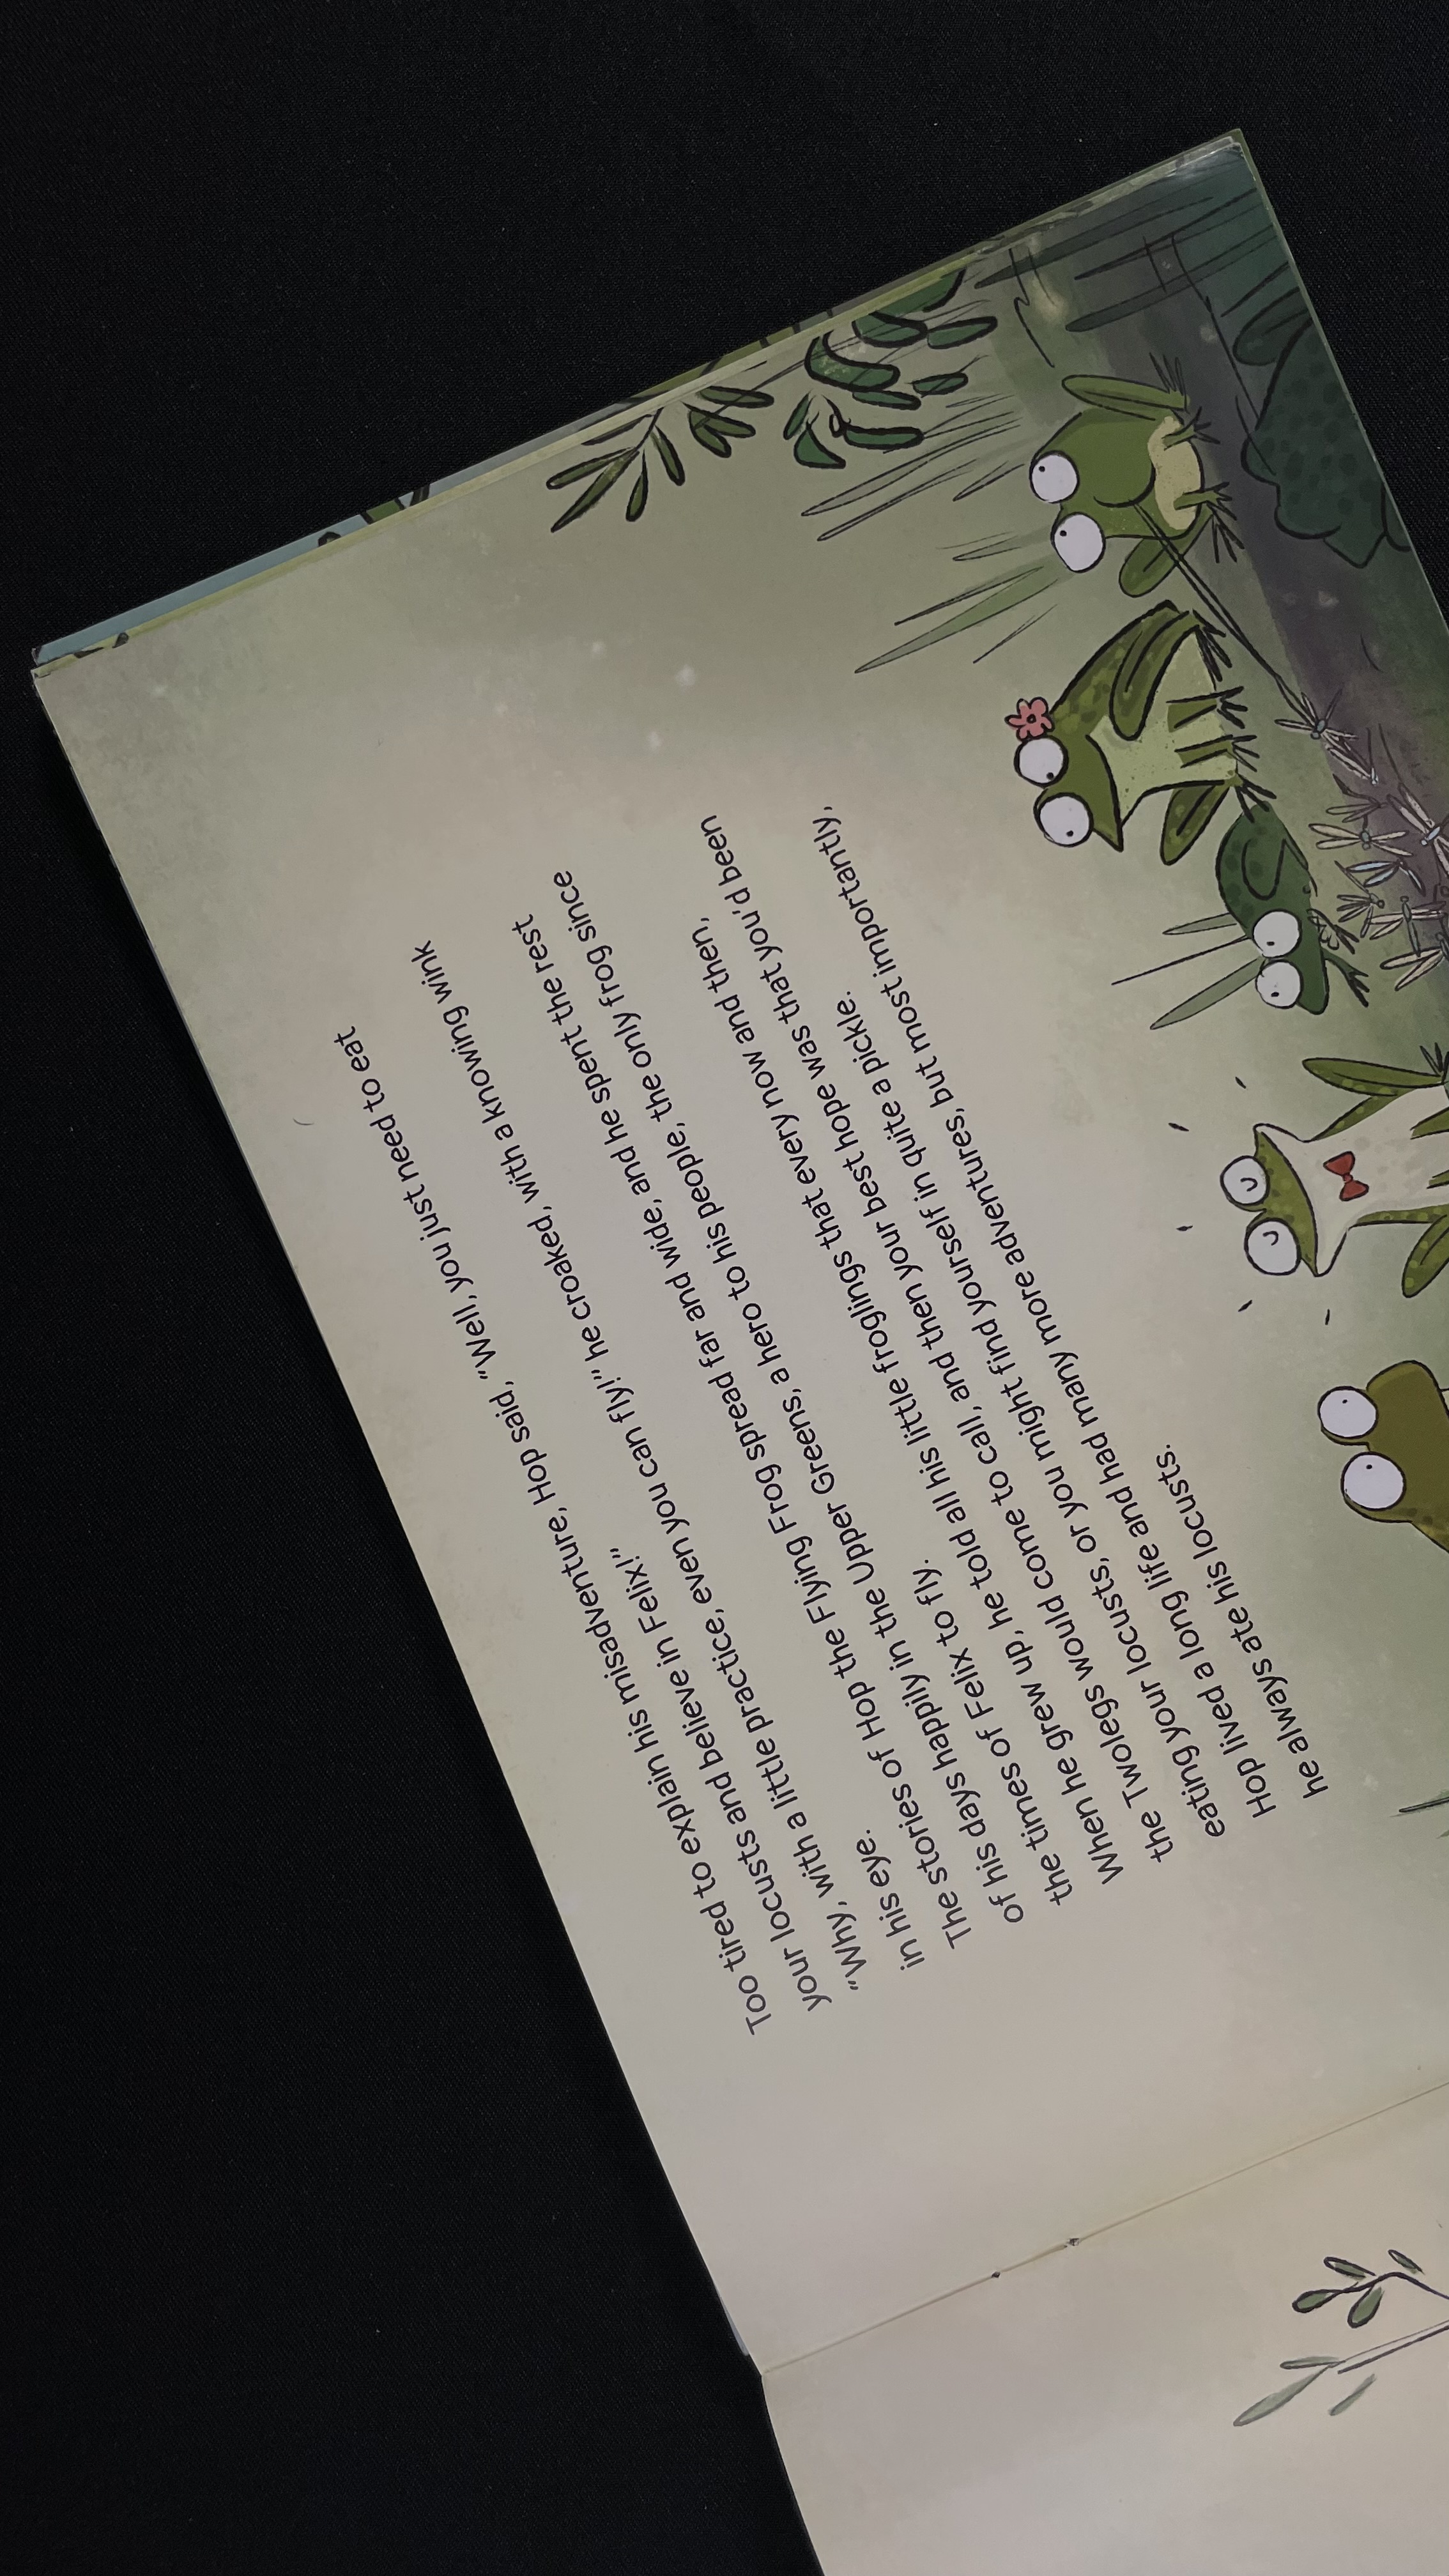 Too tired to explain his misadventure, Hop said, “Well, you just need to eat
your locusts and believe in Felix!”
“Why, with a little practice, even you can fly!” he croaked, with a knowing wink
in his eye.
The stories of Hop the Flying Frog spread far and wide, and he spent the rest
of his days happily in the Upper Greens, a hero to his people, the only frog since
the times of Felix to fly.
When he grew up, he told all his little froglings that every now and then,
the Twolegs would come to call, and then your best hope was that you’d been
eating your locusts, or you might find yourself in quite a pickle.
Hop lived a long life and had many more adventures, but most importantly,
he always ate his locusts.